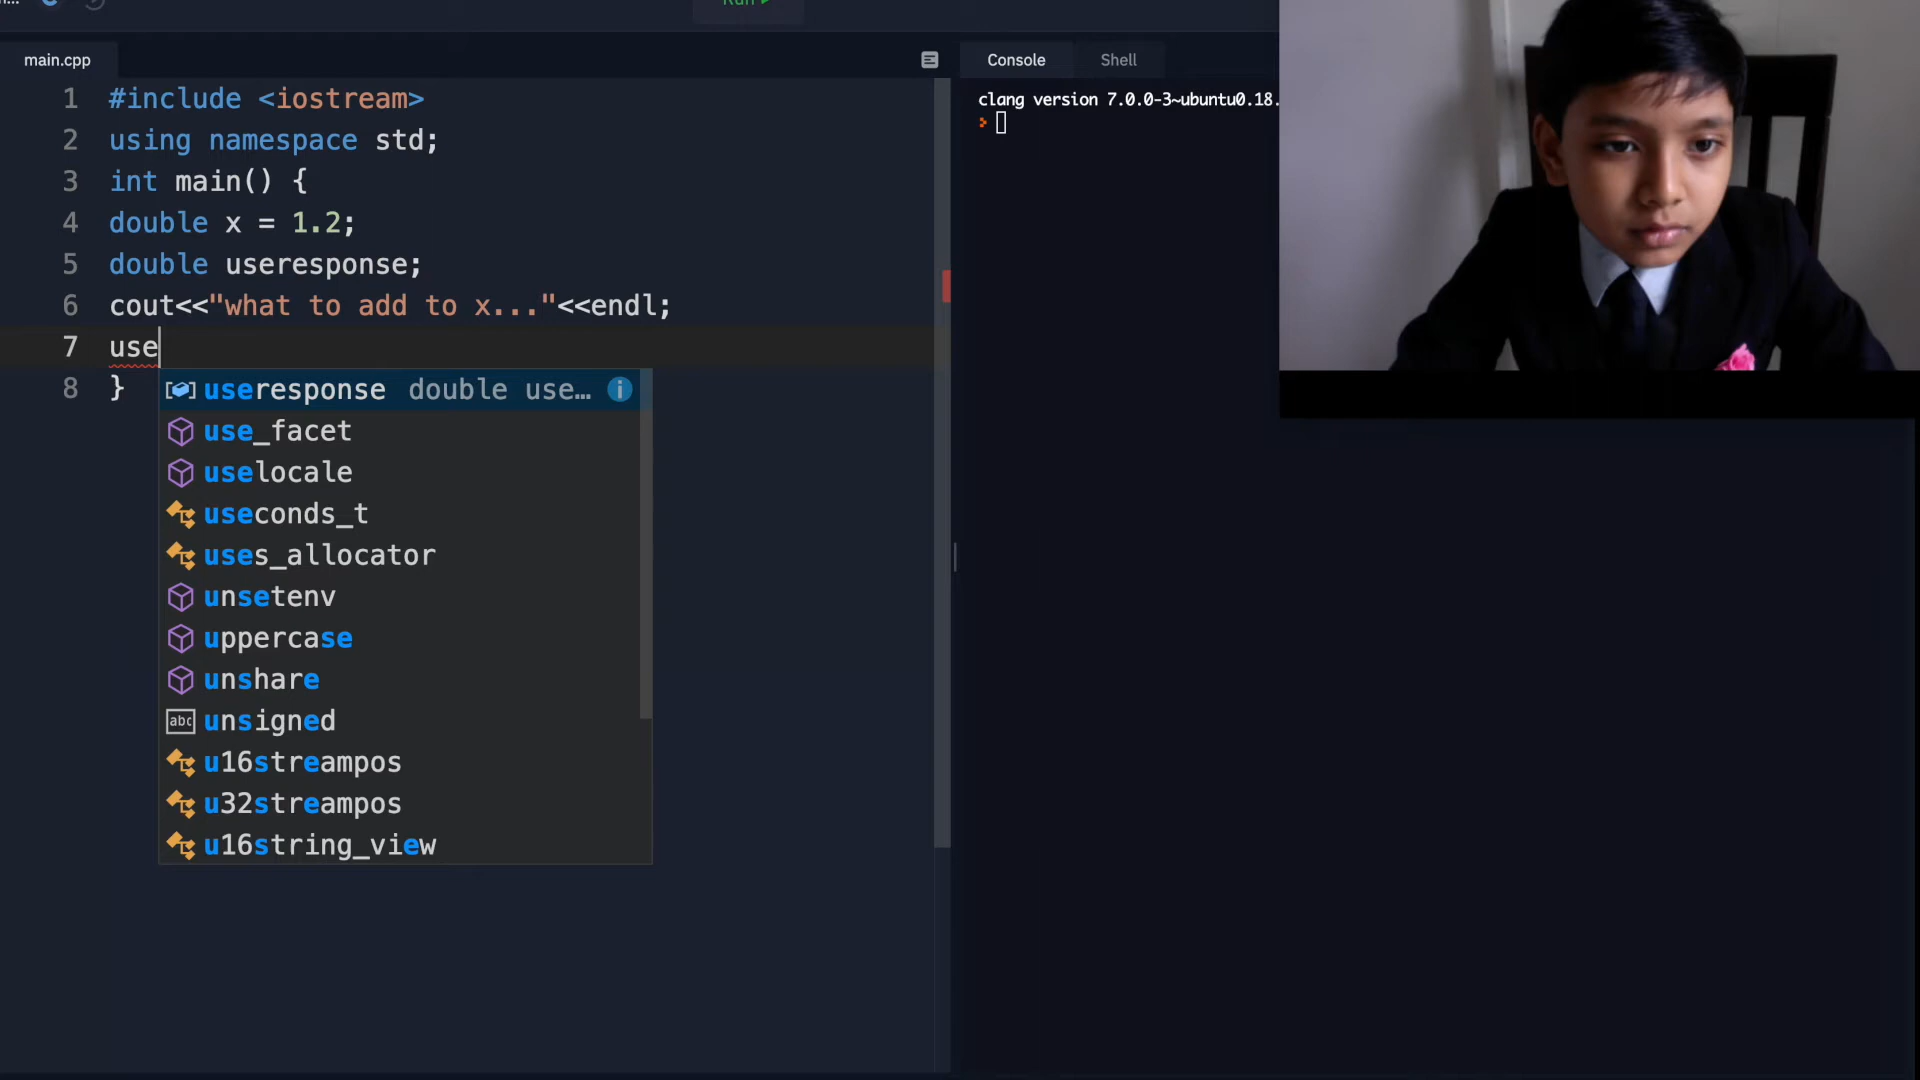 main.cpp
Console Shell
1 #include <iostream>
2 using namespace std;
3 int main() {
4 double x = 1.2;
5 double useresponse;
6 cout<<"what to add to x..."<<endl;
7 use
8 }
useresponse double use…
use_facet
uselocale
useconds_t
uses_allocator
unsetenv
uppercase
unshare
abc unsigned
u16streampos
u32streampos
u16string_view
clang version 7.0.0-3~ubuntu0.18.